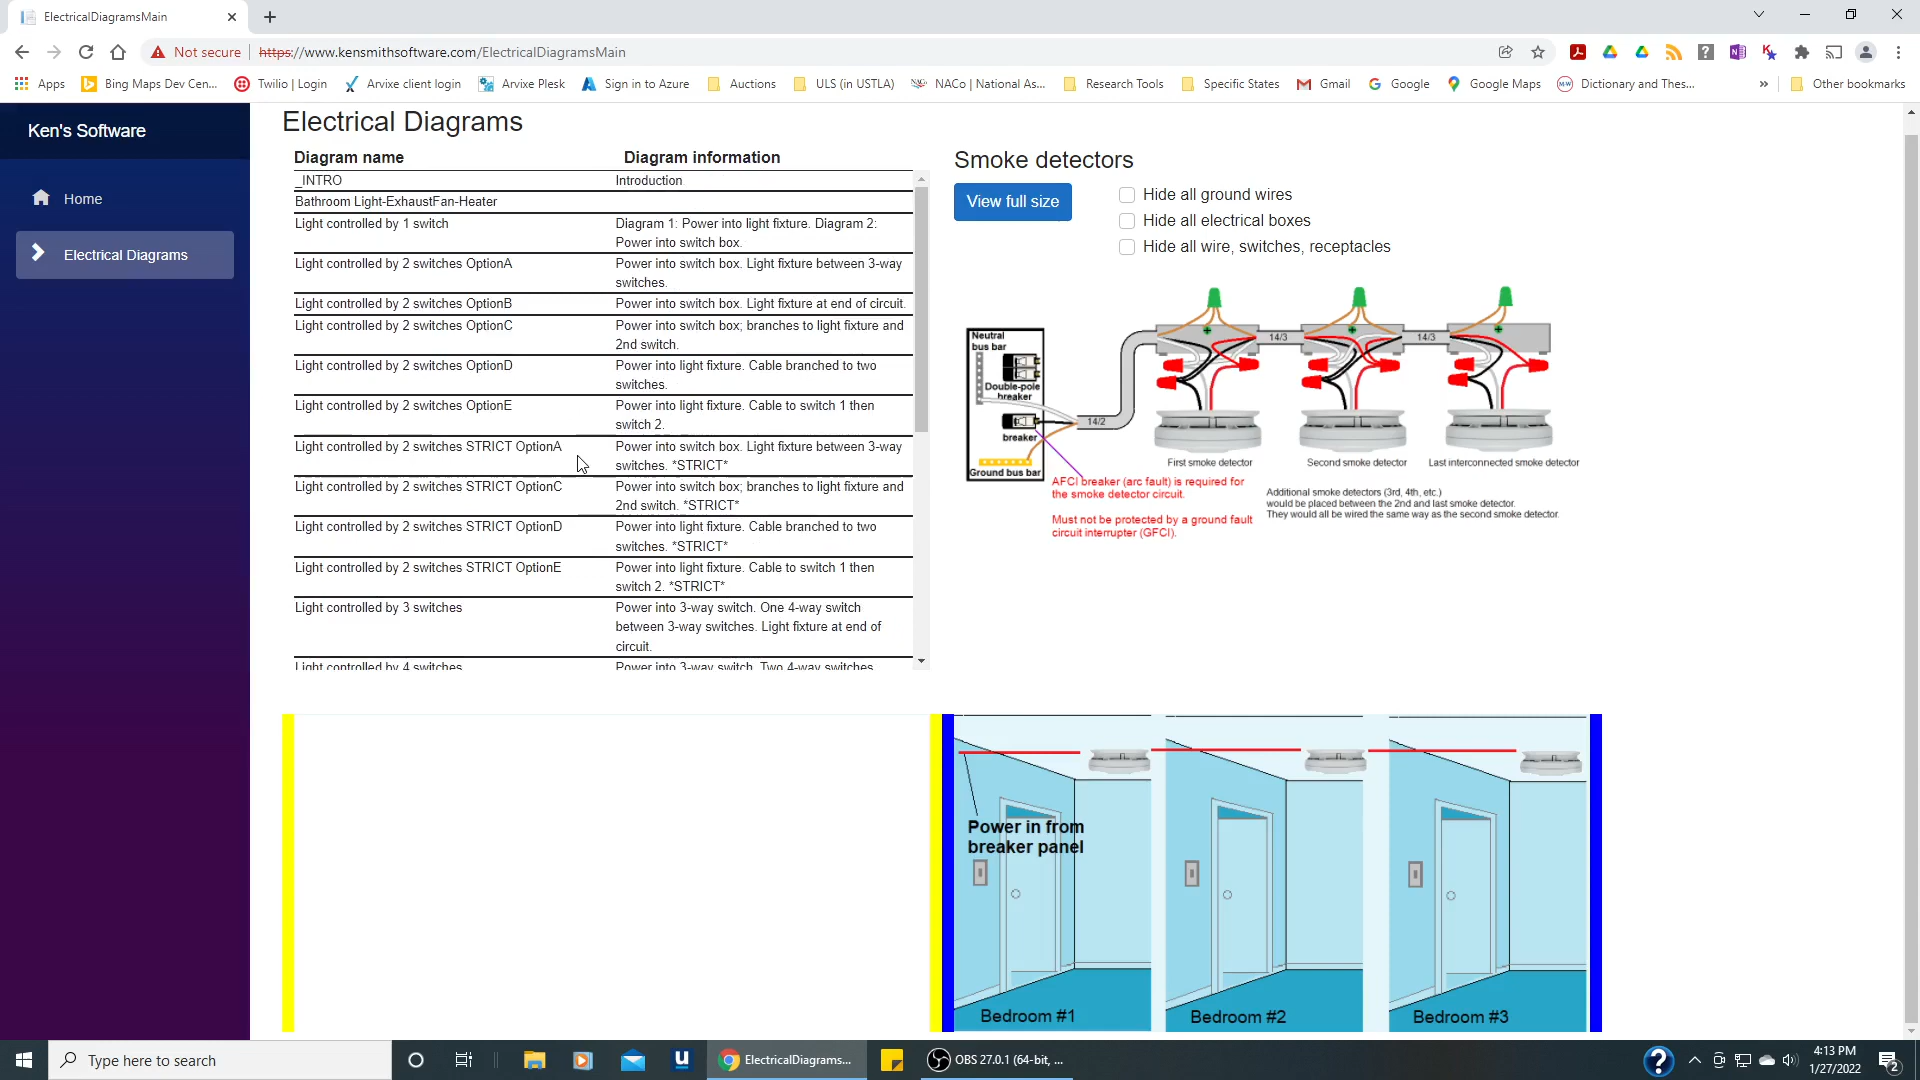 ElectricalDiagramsMain
Not secure
https://www.kensmithsoftware.com/ElectricalDiagramsMain
Apps
Bing Maps Dev Cen...
Twilio | Login
Arvixe client login
Arvixe Plesk
Sign in to Azure
Auctions
ULS (in USTLA)
NACo | National As...
Research Tools
Specific States
Gmail
Google
Google Maps
Dictionary and Thes...
»
Other bookmarks
Ken's Software
Home
Electrical Diagrams
Electrical Diagrams
Diagram name Diagram information
_INTRO Introduction
Bathroom Light-ExhaustFan-Heater
Light controlled by 1 switch Diagram 1: Power into light fixture. Diagram 2:
Power into switch box.
Light controlled by 2 switches OptionA Power into switch box. Light fixture between 3-way
switches.
Light controlled by 2 switches OptionB Power into switch box. Light fixture at end of circuit.
Light controlled by 2 switches OptionC Power into switch box; branches to light fixture and
2nd switch.
Light controlled by 2 switches OptionD Power into light fixture. Cable branched to two
switches.
Light controlled by 2 switches OptionE Power into light fixture. Cable to switch 1 then
switch 2.
Light controlled by 2 switches STRICT OptionA Power into switch box. Light fixture between 3-way
switches. *STRICT*
Light controlled by 2 switches STRICT OptionC Power into switch box; branches to light fixture and
2nd switch. *STRICT*
Light controlled by 2 switches STRICT OptionD Power into light fixture. Cable branched to two
switches. *STRICT*
Light controlled by 2 switches STRICT OptionE Power into light fixture. Cable to switch 1 then
switch 2. *STRICT*
Light controlled by 3 switches Power into 3-way switch. One 4-way switch
between 3-way switches. Light fixture at end of
circuit.
Light controlled by 4 switches Power into 3-way switch. Two 4-way switches
Smoke detectors
View full size
Hide all ground wires
Hide all electrical boxes
Hide all wire, switches, receptacles
Neutral
bus bar
Double-pole
breaker
breaker
Ground bus bar
14/2
14/3
14/3
First smoke detector
Second smoke detector
Last interconnected smoke detector
AFCI breaker (arc fault) is required for
the smoke detector circuit.
Must not be protected by a ground fault
circuit interrupter (GFCI).
Additional smoke detectors (3rd, 4th, etc.)
would be placed between the 2nd and last smoke detector.
They would all be wired the same way as the second smoke detector.
Power in from
breaker panel
Bedroom #1
Bedroom #2
Bedroom #3
Type here to search
ElectricalDiagrams...
OBS 27.0.1 (64-bit, ...
4:13 PM
1/27/2022
2